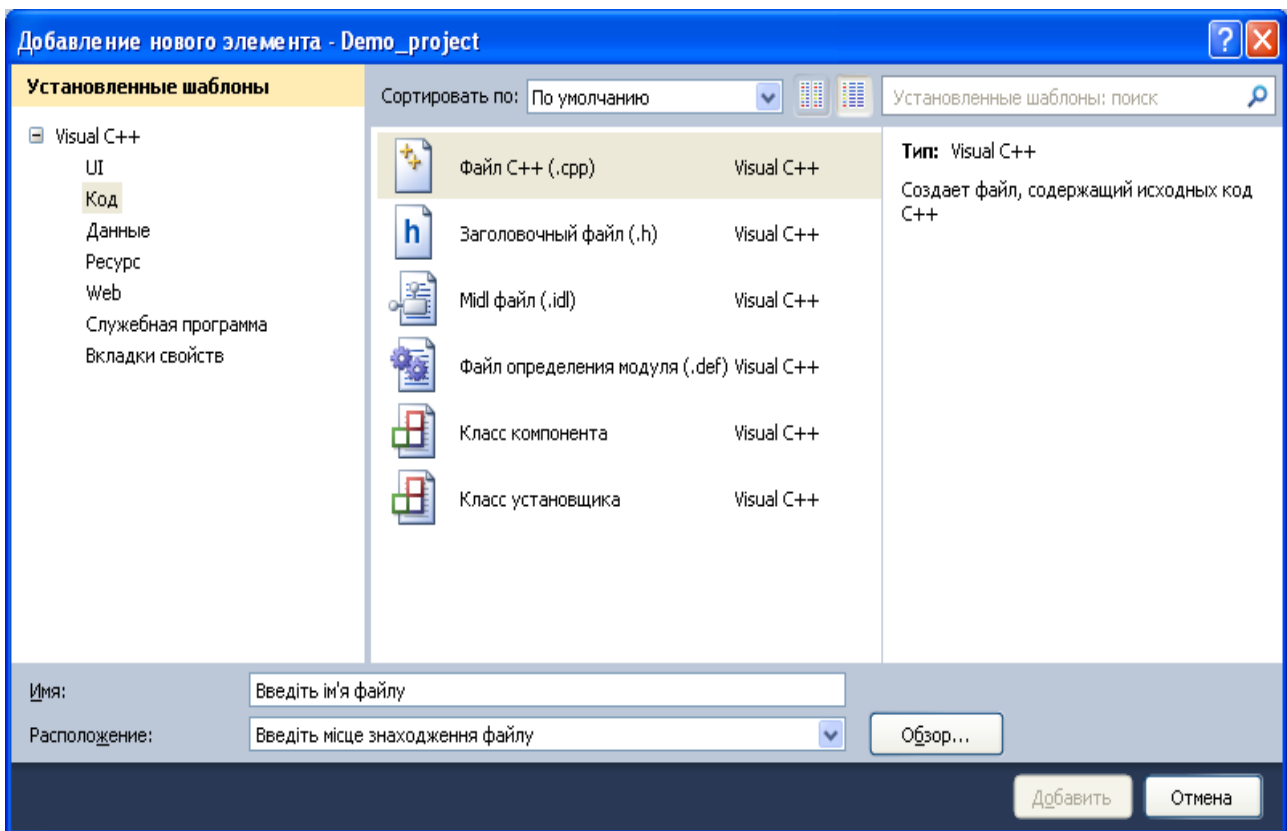 Добавление нового элемента - Demo_project
Установленные шаблоны
Visual C++
UI
Код
Данные
Ресурс
Web
Служебная программа
Вкладки свойств
Сортировать по: По умолчанию
Установленные шаблоны: поиск
Файл C++ (.cpp) Visual C++
Заголовочный файл (.h) Visual C++
Midl файл (.idl) Visual C++
Файл определения модуля (.def) Visual C++
Класс компонента Visual C++
Класс установщика Visual C++
Тип: Visual C++
Создает файл, содержащий исходных код
C++
Имя: Введіть ім'я файлу
Расположение: Введіть місце знаходження файлу
Обзор...
Добавить Отмена